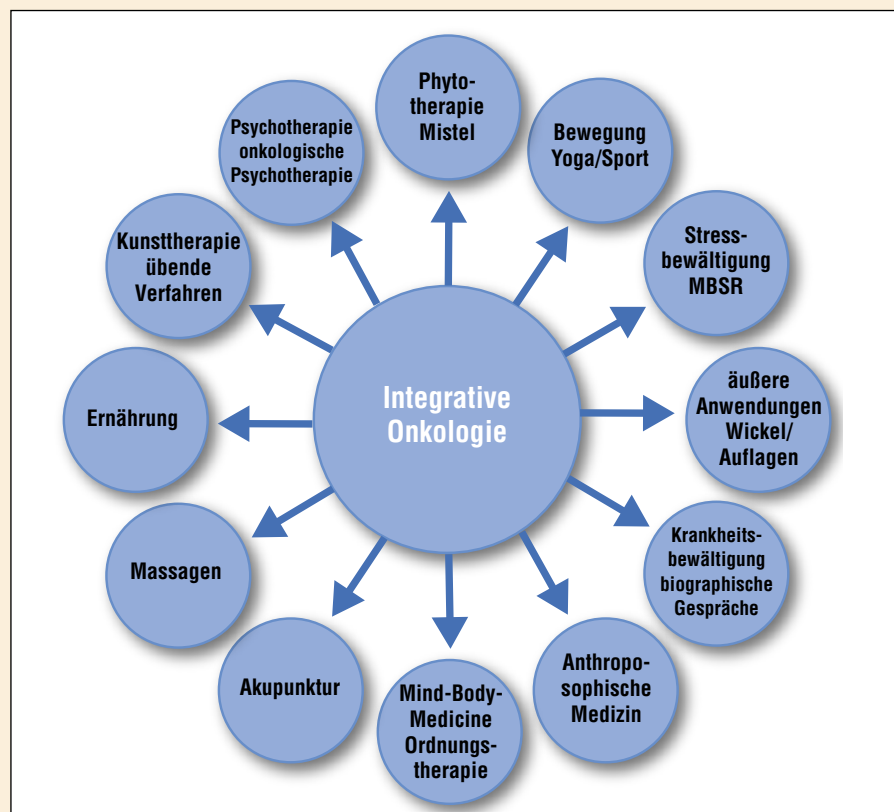 Phyto-
therapie
Mistel
Bewegung
Yoga/Sport
Stress-
bewältigung
MBSR
äußere
Anwendungen
Wickel/
Auflagen
Krankheits-
bewältigung
biographische
Gespräche
Anthropo-
sophische
Medizin
Mind-Body-
Medicine
Ordnungs-
therapie
Akupunktur
Massagen
Ernährung
Kunsttherapie
übende
Verfahren
Psychotherapie
onkologische
Psychotherapie
Integrative
Onkologie